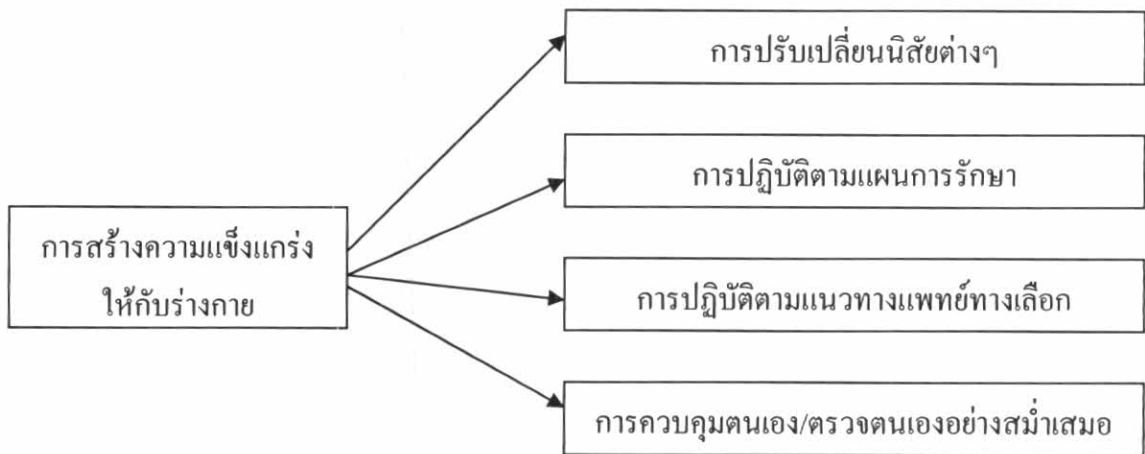 การปรับเปลี่ยนนิสัยต่างๆ
การปฏิบัติตามแผนการรักษา
การสร้างความแข็งแกร่ง
ให้กับร่างกาย
การปฏิบัติตามแนวทางแพทย์ทางเลือก
การควบคุมตนเอง/ตรวจตนเองอย่างสม่ำเสมอ